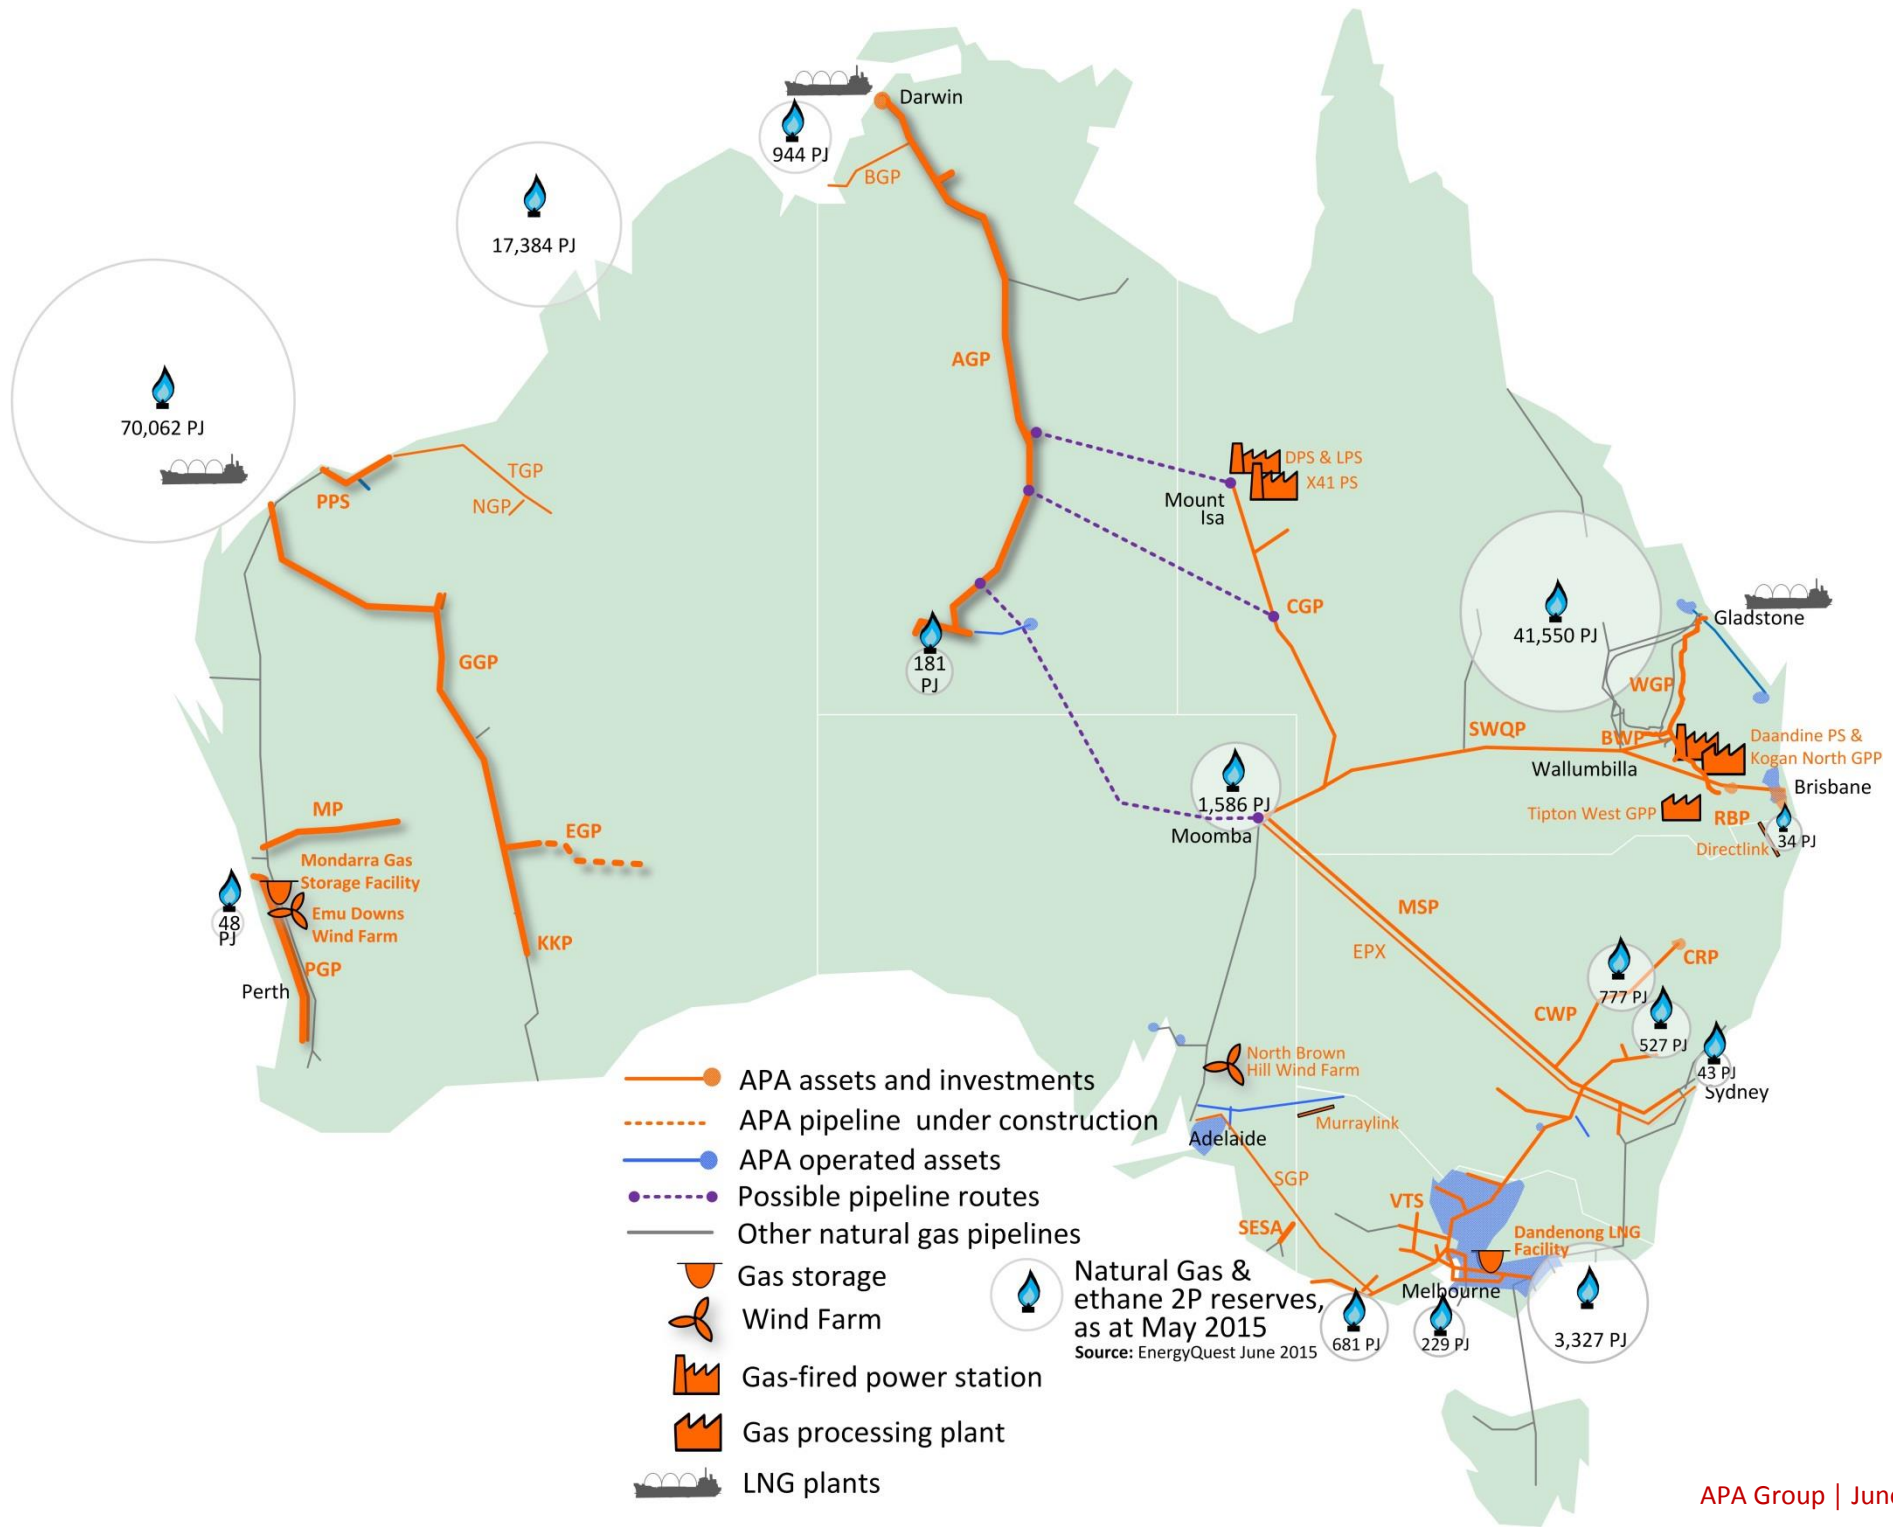 Darwin
944 PJ
BGP
17,384 PJ
70,062 PJ
AGP
TGP
PPS
NGP
DPS & LPS
X41 PS
Mount
Isa
CGP
41,550 PJ
Gladstone
181
PJ
GGP
WGP
SWQP
BWP
Daandine PS &
Kogan North GPP
Wallumbilla
Brisbane
1,586 PJ
Moomba
Tipton West GPP
RBP
Directlink
34 PJ
MP
EGP
Mondarra Gas
Storage Facility
Emu Downs
Wind Farm
48
PJ
KKP
PGP
Perth
MSP
EPX
CRP
777 PJ
CWP
527 PJ
43 PJ
Sydney
North Brown
Hill Wind Farm
Murraylink
Adelaide
SGP
VTS
SESA
Dandenong LNG
Facility
Melbourne
681 PJ
229 PJ
3,327 PJ
APA assets and investments
APA pipeline under construction
APA operated assets
Possible pipeline routes
Other natural gas pipelines
Gas storage
Wind Farm
Gas-fired power station
Gas processing plant
LNG plants
Natural Gas &
ethane 2P reserves,
as at May 2015
Source: EnergyQuest June 2015
APA Group | June